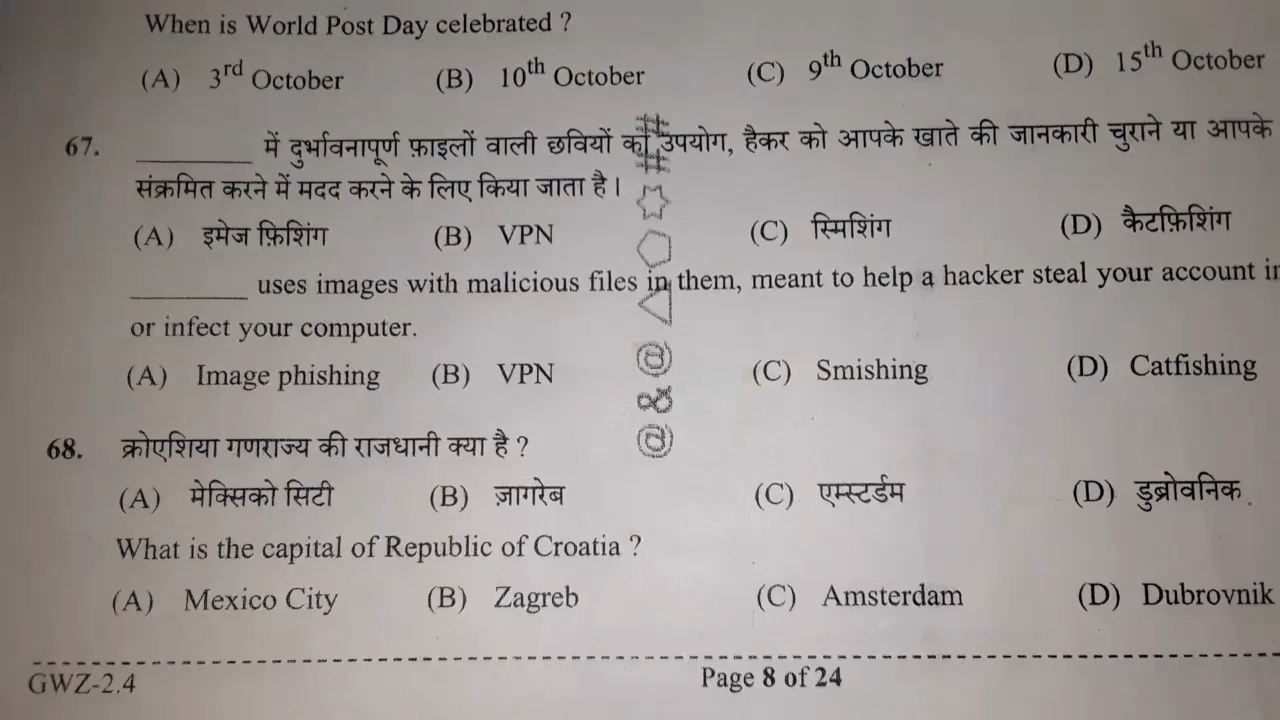 When is World Post Day celebrated ?
(A) 3rd October (B) 10th October (C) 9th October (D) 15th October
67. ________ में दुर्भावनापूर्ण फ़ाइलों वाली छवियों का उपयोग, हैकर को आपके खाते की जानकारी चुराने या आपके
संक्रमित करने में मदद करने के लिए किया जाता है।
(A) इमेज फ़िशिंग (B) VPN (C) स्मिशिंग (D) कैटफ़िशिंग
________ uses images with malicious files in them, meant to help a hacker steal your account
or infect your computer.
(A) Image phishing (B) VPN (C) Smishing (D) Catfishing
68. क्रोएशिया गणराज्य की राजधानी क्या है ?
(A) मेक्सिको सिटी (B) ज़ागरेब (C) एम्स्टर्डम (D) डुब्रोवनिक
What is the capital of Republic of Croatia ?
(A) Mexico City (B) Zagreb (C) Amsterdam (D) Dubrovnik
GWZ-2.4 Page 8 of 24